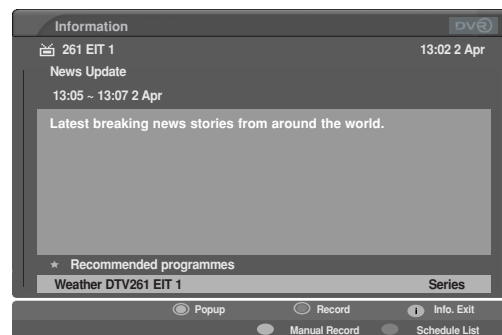 Information DVR
261 EIT 1 13:02 2 Apr
News Update
13:05 ~ 13:07 2 Apr
Latest breaking news stories from around the world.
★ Recommended programmes
Weather DTV261 EIT 1 Series
Popup Record i Info. Exit
Manual Record Schedule List